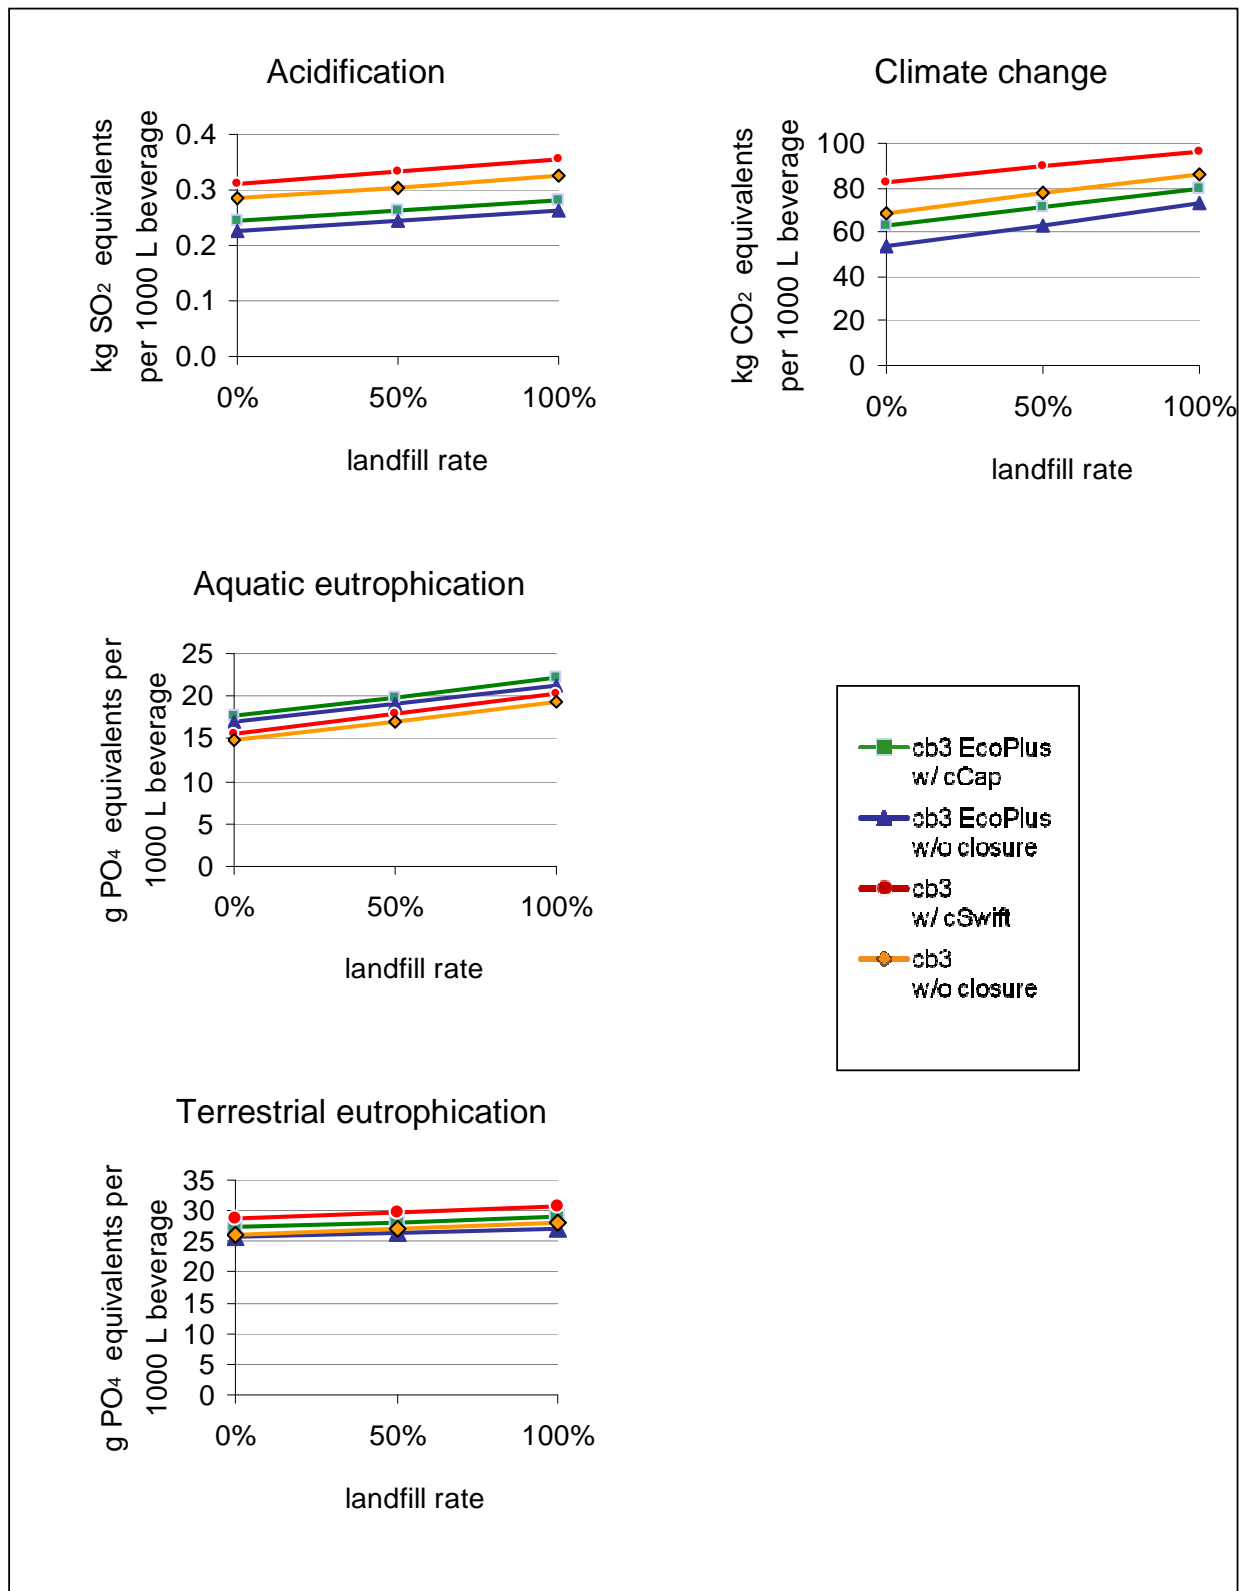 Acidification
kg SO2 equivalents
per 1000 L beverage
0.4
0.3
0.2
0.1
0.0
0% 50% 100%
landfill rate
Climate change
kg CO2 equivalents
per 1000 L beverage
100
80
60
40
20
0
0% 50% 100%
landfill rate
Aquatic eutrophication
g PO4 equivalents per
1000 L beverage
25
20
15
10
5
0
0% 50% 100%
landfill rate
cb3 EcoPlus
w/ cCap
cb3 EcoPlus
w/o closure
cb3
w/ cSwift
cb3
w/o closure
Terrestrial eutrophication
g PO4 equivalents per
1000 L beverage
35
30
25
20
15
10
5
0
0% 50% 100%
landfill rate